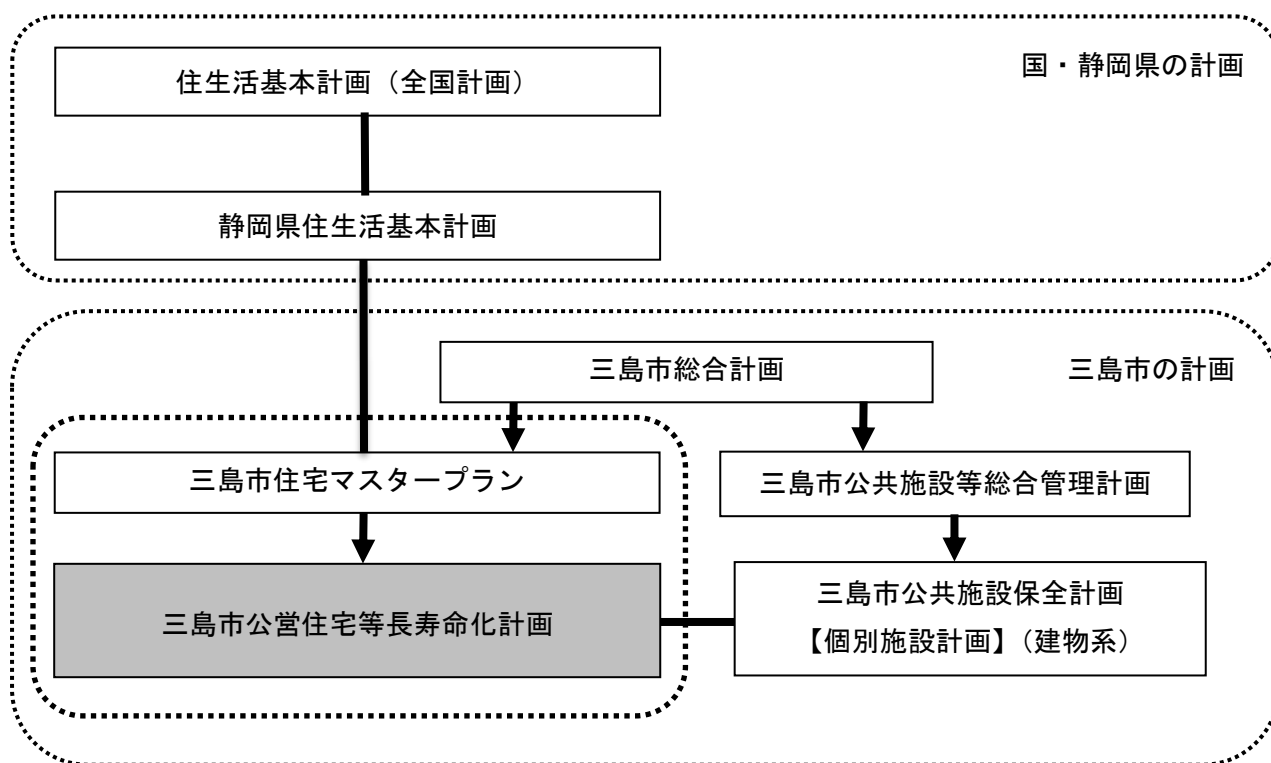 国・静岡県の計画
住生活基本計画（全国計画）
静岡県住生活基本計画
三島市の計画
三島市総合計画
三島市住宅マスタープラン
三島市公共施設等総合管理計画
三島市公営住宅等長寿命化計画
三島市公共施設保全計画
【個別施設計画】（建物系）